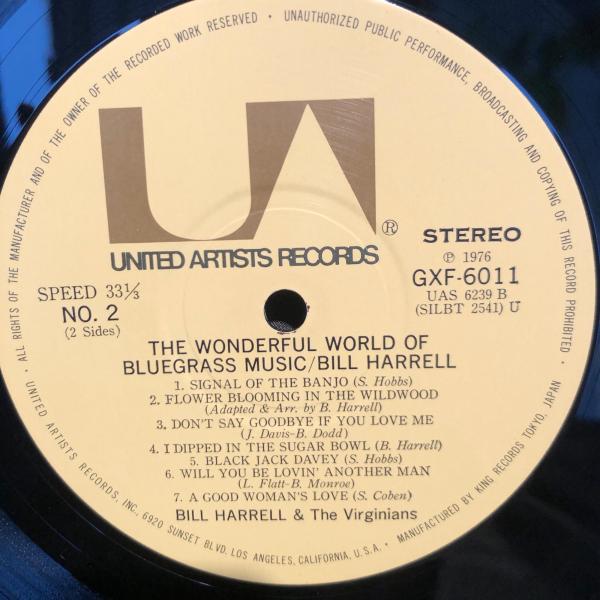 • ALL RIGHTS OF THE MANUFACTURER AND OF THE OWNER OF THE RECORDED WORK RESERVED • UNAUTHORIZED PUBLIC PERFORMANCE, BROADCASTING AND COPYING OF THIS RECORD PROHIBITED •
UA®
UNITED ARTISTS RECORDS
STEREO
℗ 1976
GXF-6011
UAS 6239 B
(SILBT 2541) U
SPEED 33⅓
NO. 2
(2 Sides)
THE WONDERFUL WORLD OF
BLUEGRASS MUSIC/BILL HARRELL
1. SIGNAL OF THE BANJO (S. Hobbs)
2. FLOWER BLOOMING IN THE WILDWOOD
(Adapted & Arr. by B. Harrell)
3. DON'T SAY GOODBYE IF YOU LOVE ME
(J. Davis-B. Dodd)
4. I DIPPED IN THE SUGAR BOWL (B. Harrell)
5. BLACK JACK DAVEY (S. Hobbs)
6. WILL YOU BE LOVIN' ANOTHER MAN
(L. Flatt-B. Monroe)
7. A GOOD WOMAN'S LOVE (S. Coben)
BILL HARRELL & The Virginians
UNITED ARTISTS RECORDS, INC., 6920 SUNSET BLVD. LOS ANGELES, CALIFORNIA, U.S.A. • MANUFACTURED BY KING RECORDS TOKYO, JAPAN